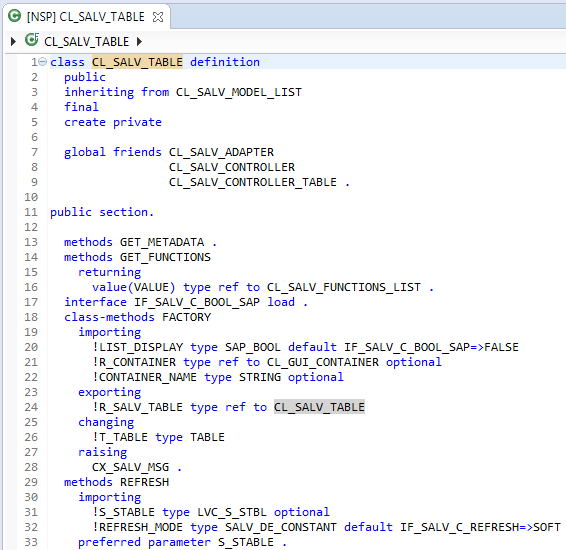 [NSP] CL_SALV_TABLE
CL_SALV_TABLE
1 class CL_SALV_TABLE definition
2 public
3 inheriting from CL_SALV_MODEL_LIST
4 final
5 create private
6
7 global friends CL_SALV_ADAPTER
8 CL_SALV_CONTROLLER
9 CL_SALV_CONTROLLER_TABLE .
10
11 public section.
12
13 methods GET_METADATA .
14 methods GET_FUNCTIONS
15 returning
16 value(VALUE) type ref to CL_SALV_FUNCTIONS_LIST .
17 interface IF_SALV_C_BOOL_SAP load .
18 class-methods FACTORY
19 importing
20 !LIST_DISPLAY type SAP_BOOL default IF_SALV_C_BOOL_SAP=>FALSE
21 !R_CONTAINER type ref to CL_GUI_CONTAINER optional
22 !CONTAINER_NAME type STRING optional
23 exporting
24 !R_SALV_TABLE type ref to CL_SALV_TABLE
25 changing
26 !T_TABLE type TABLE
27 raising
28 CX_SALV_MSG .
29 methods REFRESH
30 importing
31 !S_STABLE type LVC_S_STBL optional
32 !REFRESH_MODE type SALV_DE_CONSTANT default IF_SALV_C_REFRESH=>SOFT
33 preferred parameter S_STABLE .